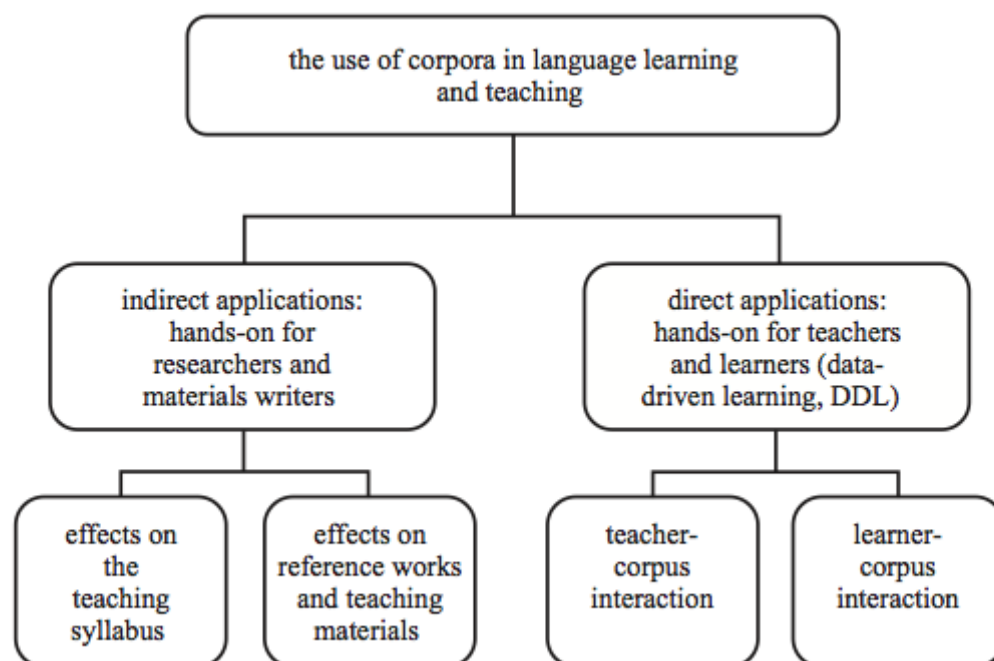 the use of corpora in language learning
and teaching
indirect applications:
hands-on for
researchers and
materials writers
direct applications:
hands-on for teachers
and learners (data-
driven learning, DDL)
effects on
the
teaching
syllabus
effects on
reference works
and teaching
materials
teacher-
corpus
interaction
learner-
corpus
interaction